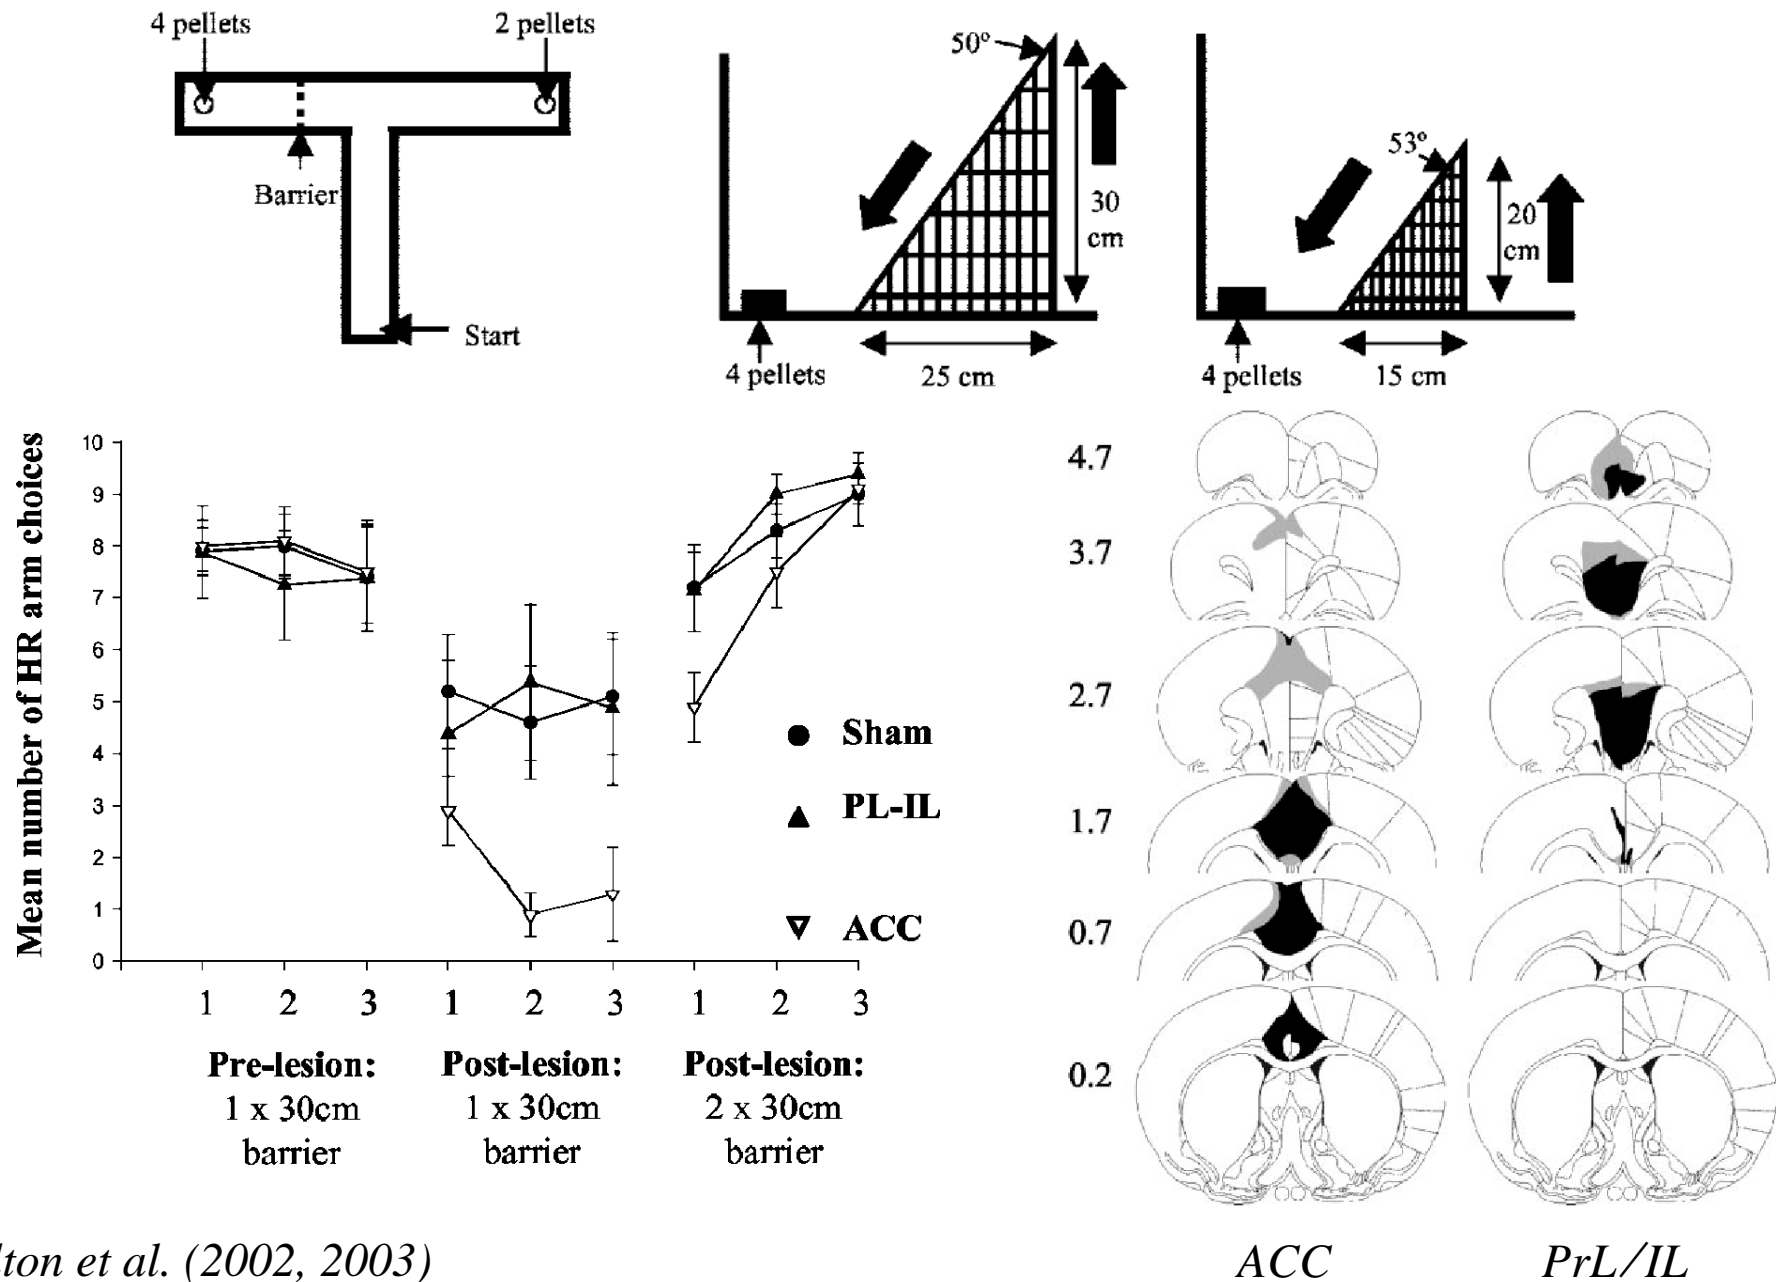 4 pellets
2 pellets
Barrier
Start
50º
30
cm
4 pellets
25 cm
53º
20
cm
4 pellets
15 cm
Mean number of HR arm choices
10
9
8
7
6
5
4
3
2
1
0
1 2 3 1 2 3 1 2 3
Pre-lesion:
1 x 30cm
barrier
Post-lesion:
1 x 30cm
barrier
Post-lesion:
2 x 30cm
barrier
Sham
PL-IL
ACC
4.7
3.7
2.7
1.7
0.7
0.2
lton et al. (2002, 2003)
ACC
PrL/IL